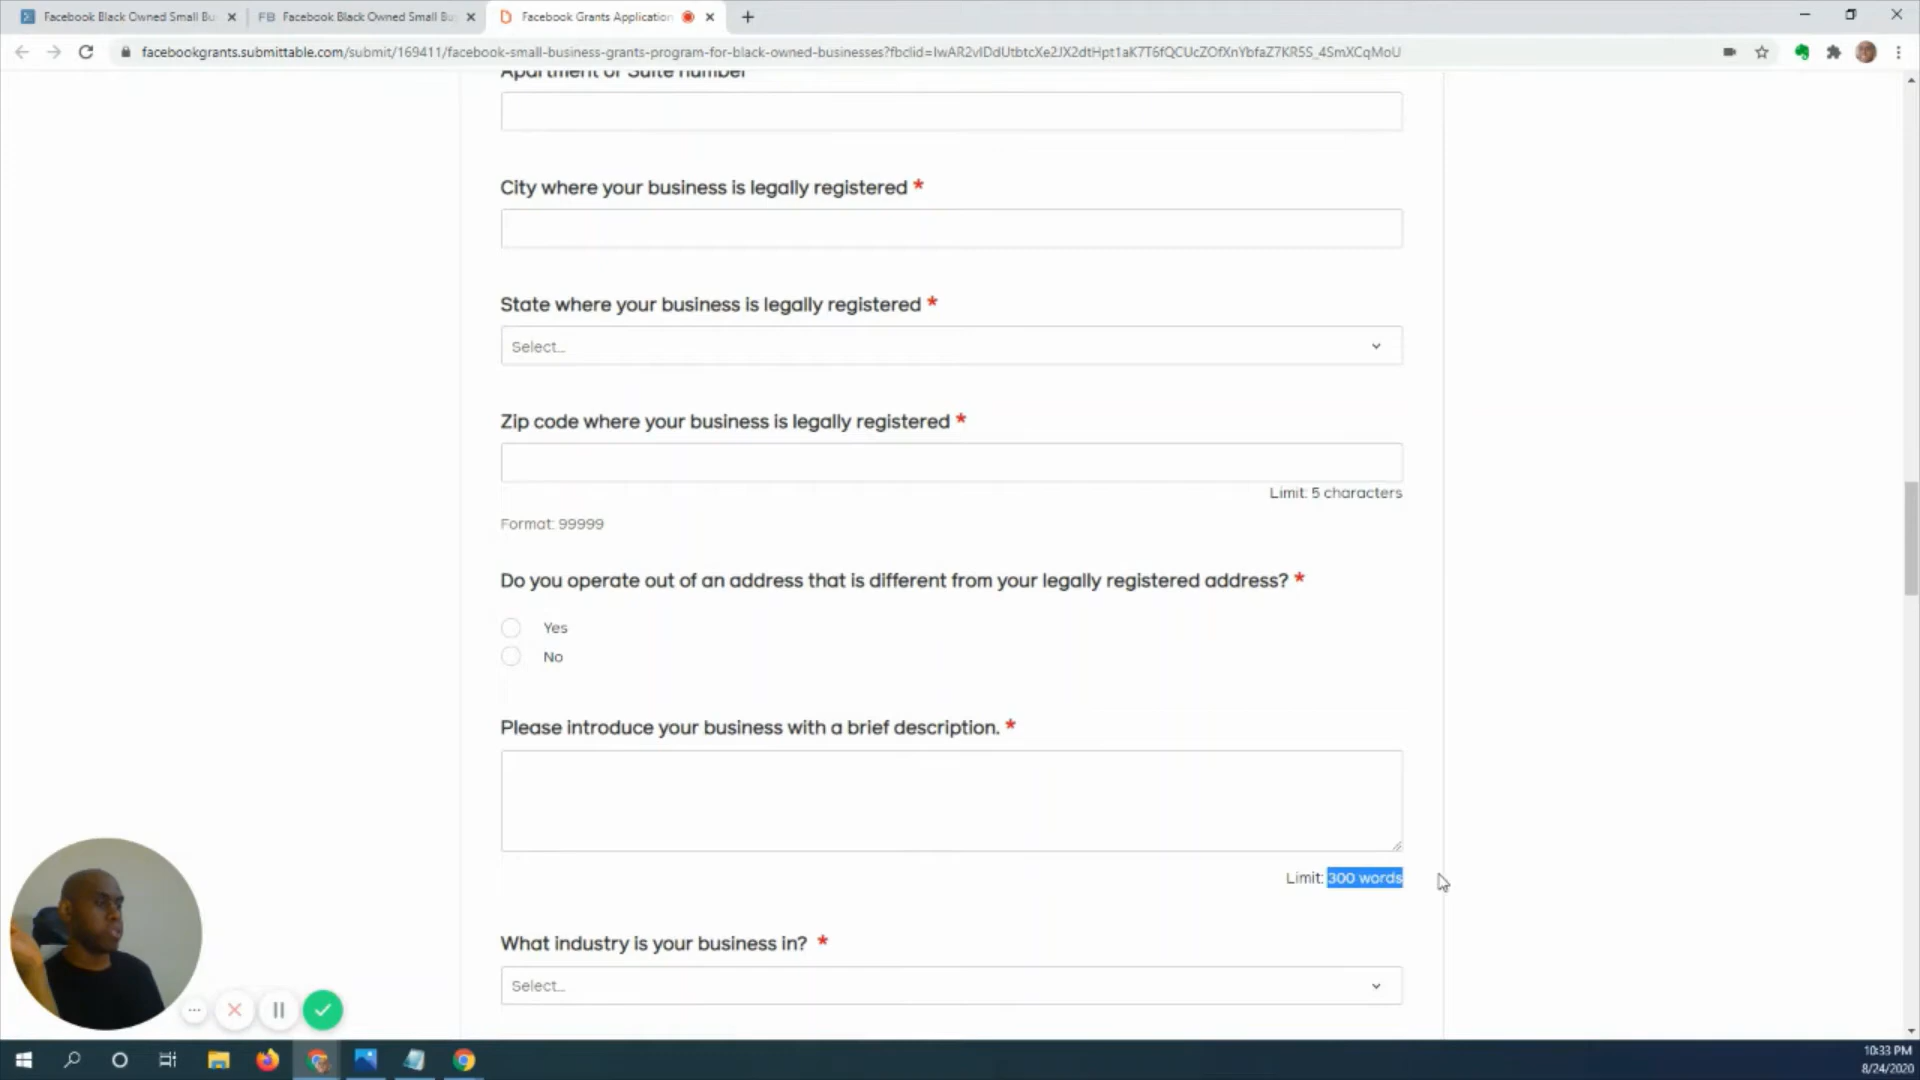 Facebook Black Owned Small Bu
FB Facebook Black Owned Small Bu
Facebook Grants Application
facebookgrants.submittable.com/submit/169411/facebook-small-business-grants-program-for-black-owned-businesses?fbclid=IwAR2vIDdUtbtcXe2JX2dtHpt1aK7T6fQCUcZOfXnYbfaZ7KR5S_4SmXCqMoU
Apartment or Suite number
City where your business is legally registered *
State where your business is legally registered *
Select...
Zip code where your business is legally registered *
Limit: 5 characters
Format: 99999
Do you operate out of an address that is different from your legally registered address? *
Yes
No
Please introduce your business with a brief description. *
Limit: 300 words
What industry is your business in? *
Select...
10:33 PM
8/24/2020